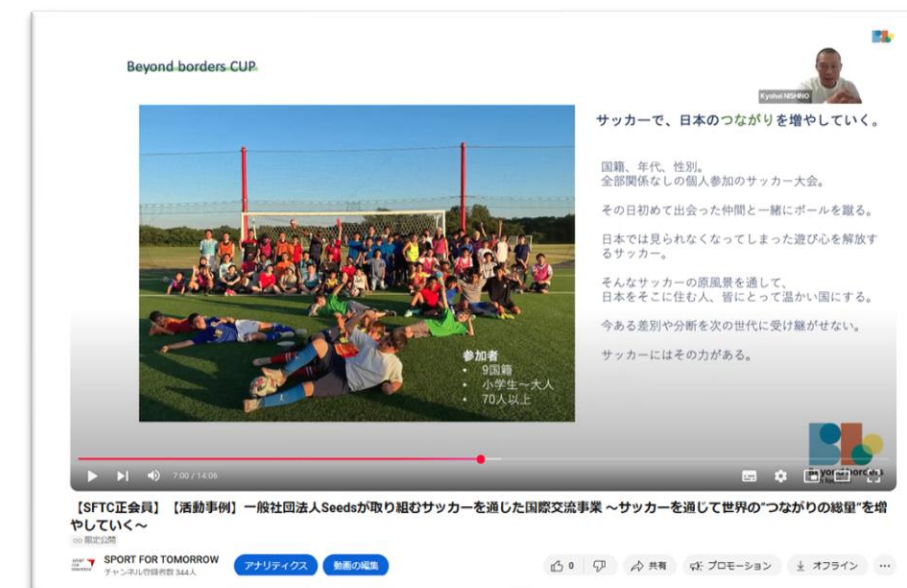 Beyond borders CUP
Kyohei NISHINO
サッカーで、日本のつながりを増やしていく。
国籍、年代、性別。
全部関係なしの個人参加のサッカー大会。
その日初めて出会った仲間と一緒にボールを蹴る。
日本では見られなくなってしまった遊び心を解放す
るサッカー。
そんなサッカーの原風景を通して、
日本をそこに住む人、皆にとって温かい国にする。
今ある差別や分断を次の世代に受け継がせない。
サッカーにはその力がある。
参加者
• 9国籍
• 小学生～大人
• 70人以上
7:00 / 14:06
【SFTC正会員】【活動事例】一般社団法人Seedsが取り組むサッカーを通じた国際交流事業 ～サッカーを通じて世界の“つながりの総量”を増
やしていく～
限定公開
SPORT FOR TOMORROW
チャンネル登録者数 344人
アナリティクス
動画の編集
0
共有
プロモーション
オフライン